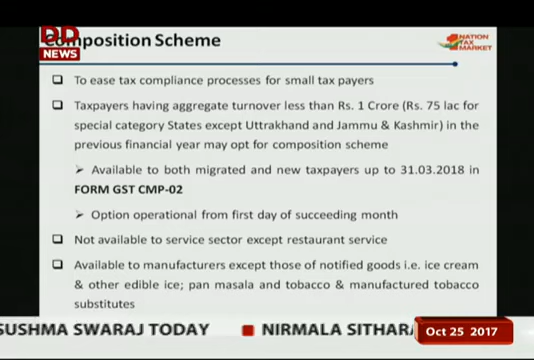 DD
NEWS
Composition Scheme
1 NATION
TAX
MARKET
To ease tax compliance processes for small tax payers
Taxpayers having aggregate turnover less than Rs. 1 Crore (Rs. 75 lac for
special category States except Uttrakhand and Jammu & Kashmir) in the
previous financial year may opt for composition scheme
Available to both migrated and new taxpayers up to 31.03.2018 in
FORM GST CMP-02
Option operational from first day of succeeding month
Not available to service sector except restaurant service
Available to manufacturers except those of notified goods i.e. ice cream
& other edible ice; pan masala and tobacco & manufactured tobacco
substitutes
SUSHMA SWARAJ TODAY NIRMALA SITHARA
Oct 25 2017